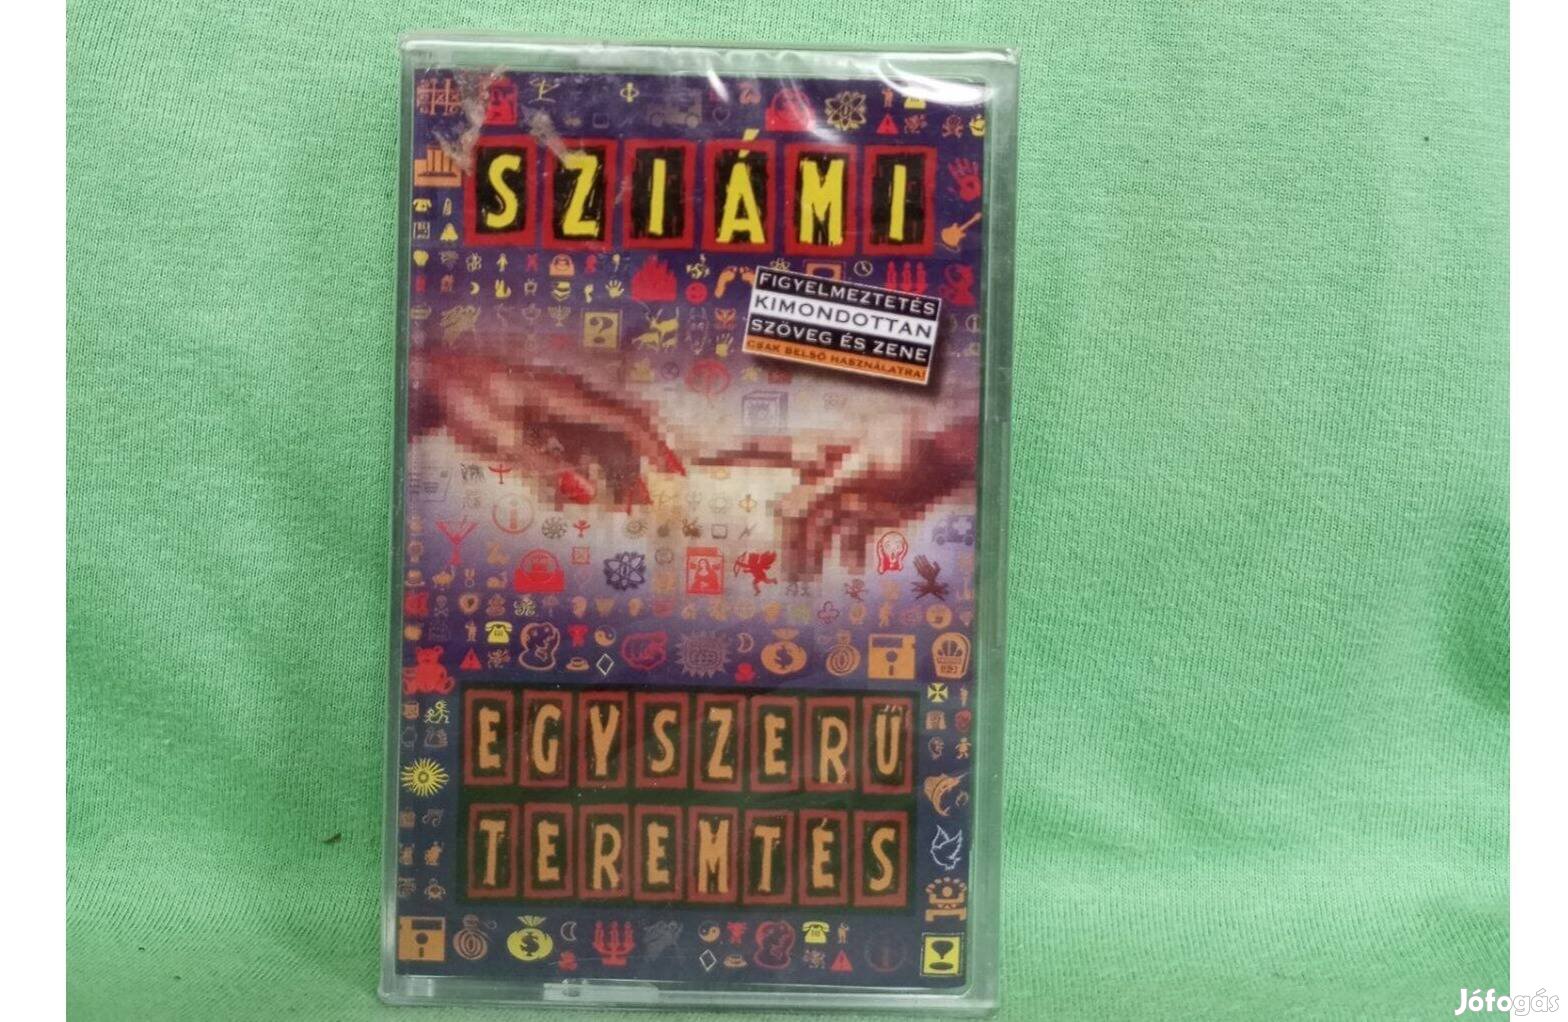 SZIÁMI
FIGYELMEZTETÉS
KIMONDOTTAN
SZÖVEG ÉS ZENE
CSAK BELSŐ HASZNÁLATRA!
EGYSZERŰ
TEREMTÉS
Jófogás